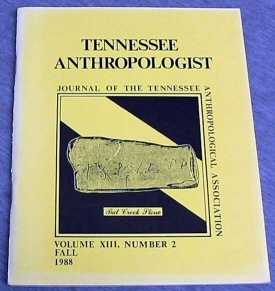 TENNESSEE
ANTHROPOLOGIST
JOURNAL OF THE TENNESSEE
ANTHROPOLOGICAL ASSOCIATION
Bat Creek Stone
VOLUME XIII, NUMBER 2
FALL
1988